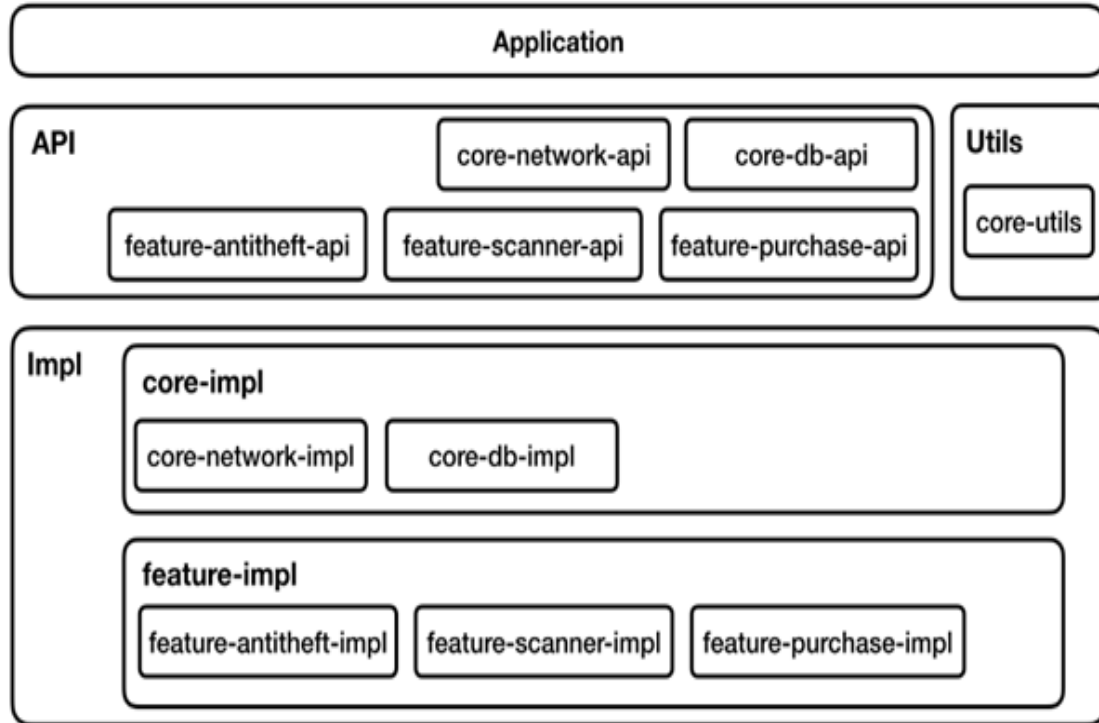 Application
API
core-network-api
core-db-api
Utils
feature-antitheft-api
feature-scanner-api
feature-purchase-api
core-utils
Impl
core-impl
core-network-impl
core-db-impl
feature-impl
feature-antitheft-impl
feature-scanner-impl
feature-purchase-impl